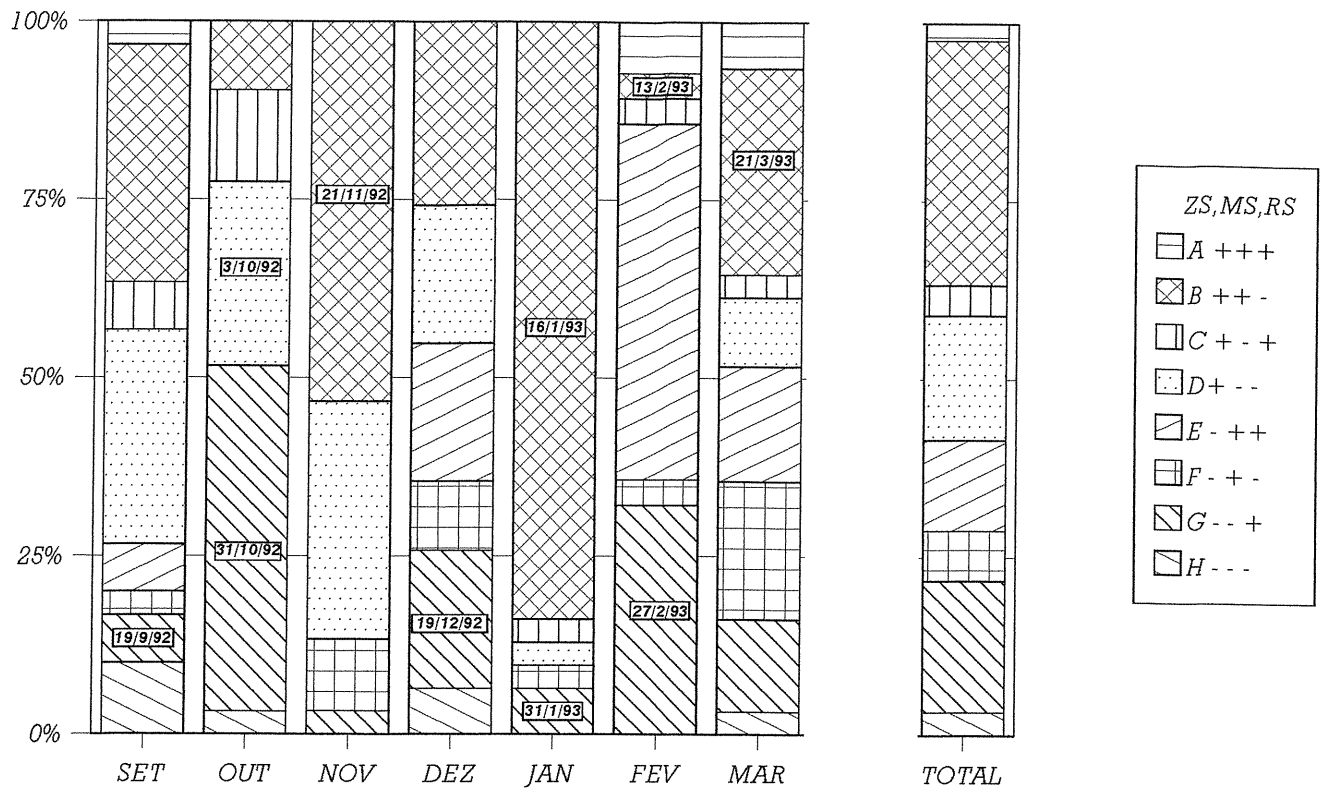 100%
75%
50%
25%
0%
19/9/92
3/10/92
31/10/92
21/11/92
19/12/92
16/1/93
31/1/93
13/2/93
27/2/93
21/3/93
SET OUT NOV DEZ JAN FEV MAR TOTAL
ZS,MS,RS
A + + +
B + + -
C + - +
D + - -
E - + +
F - + -
G - - +
H - - -